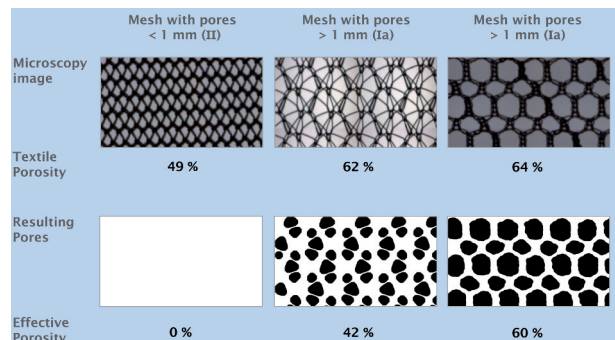 Mesh with pores
< 1 mm (II)
Mesh with pores
> 1 mm (Ia)
Mesh with pores
> 1 mm (Ia)
Microscopy
image
Textile
Porosity
49 %
62 %
64 %
Resulting
Pores
Effective
Porosity
0 %
42 %
60 %